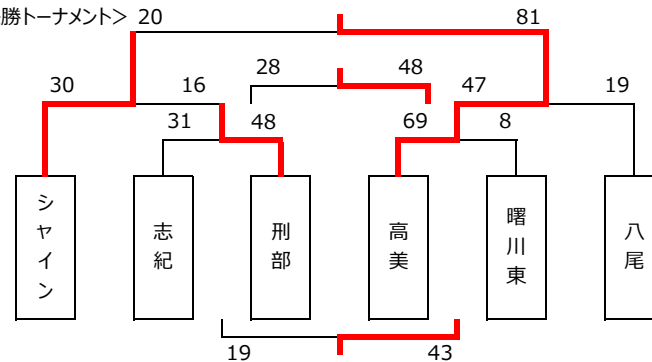 勝トーナメント＞ 20 81
28 48
30 16 47 19
31 48 69 8
シャイン
志紀
刑部
高美
曙川東
八尾
19 43